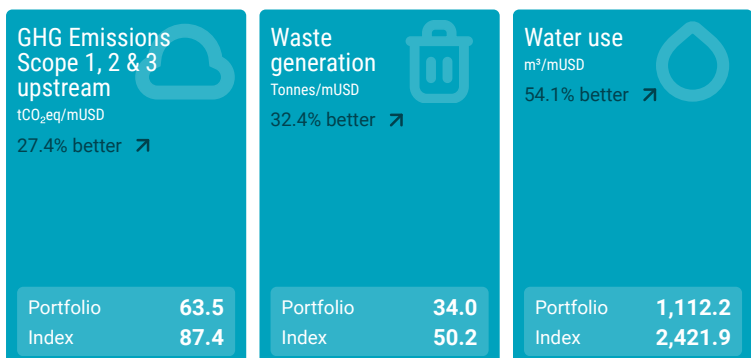 GHG Emissions
Scope 1, 2 & 3
upstream
tCO₂eq/mUSD
27.4% better
Portfolio 63.5
Index 87.4
Waste
generation
Tonnes/mUSD
32.4% better
Portfolio 34.0
Index 50.2
Water use
m³/mUSD
54.1% better
Portfolio 1,112.2
Index 2,421.9